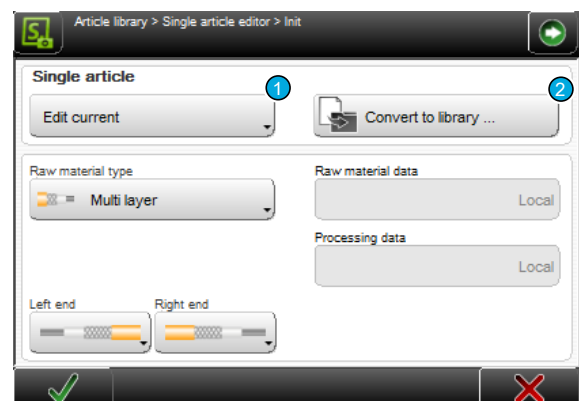 Article library > Single article editor > Init
Single article
1
2
Edit current
Convert to library ...
Raw material type
Raw material data
Multi layer
Local
Processing data
Local
Left end
Right end